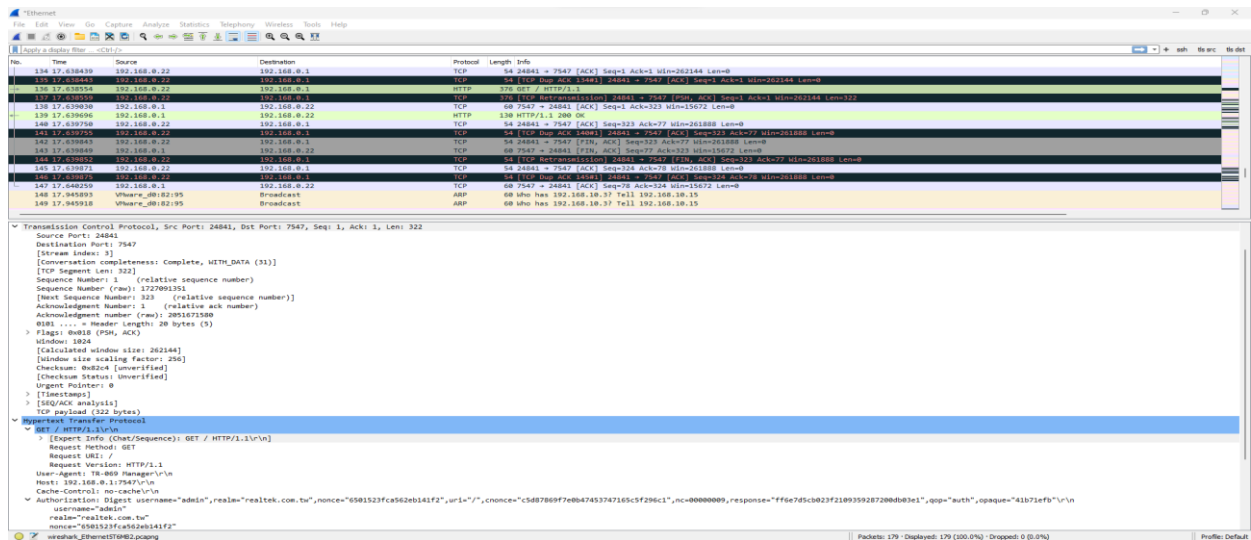 *Ethernet
File Edit View Go Capture Analyze Statistics Telephony Wireless Tools Help
Apply a display filter ... <Ctrl-/>
+ ssh tls src tls dst
No. Time Source Destination Protocol Length Info
134 17.638439 192.168.0.22 192.168.0.1 TCP 54 24841 → 7547 [ACK] Seq=1 Ack=1 Win=262144 Len=0
135 17.638443 192.168.0.22 192.168.0.1 TCP 54 [TCP Dup ACK 134#1] 24841 → 7547 [ACK] Seq=1 Ack=1 Win=262144 Len=0
136 17.638554 192.168.0.22 192.168.0.1 HTTP 376 GET / HTTP/1.1
137 17.638559 192.168.0.22 192.168.0.1 TCP 376 [TCP Retransmission] 24841 → 7547 [PSH, ACK] Seq=1 Ack=1 Win=262144 Len=322
138 17.639030 192.168.0.1 192.168.0.22 TCP 60 7547 → 24841 [ACK] Seq=1 Ack=323 Win=15672 Len=0
139 17.639696 192.168.0.1 192.168.0.22 HTTP 130 HTTP/1.1 200 OK
140 17.639750 192.168.0.22 192.168.0.1 TCP 54 24841 → 7547 [ACK] Seq=323 Ack=77 Win=261888 Len=0
141 17.639755 192.168.0.22 192.168.0.1 TCP 54 [TCP Dup ACK 140#1] 24841 → 7547 [ACK] Seq=323 Ack=77 Win=261888 Len=0
142 17.639843 192.168.0.22 192.168.0.1 TCP 54 24841 → 7547 [FIN, ACK] Seq=323 Ack=77 Win=261888 Len=0
143 17.639849 192.168.0.1 192.168.0.22 TCP 60 7547 → 24841 [FIN, ACK] Seq=77 Ack=323 Win=15672 Len=0
144 17.639852 192.168.0.22 192.168.0.1 TCP 54 [TCP Retransmission] 24841 → 7547 [FIN, ACK] Seq=323 Ack=77 Win=261888 Len=0
145 17.639871 192.168.0.22 192.168.0.1 TCP 54 24841 → 7547 [ACK] Seq=324 Ack=78 Win=261888 Len=0
146 17.639875 192.168.0.22 192.168.0.1 TCP 54 [TCP Dup ACK 145#1] 24841 → 7547 [ACK] Seq=324 Ack=78 Win=261888 Len=0
147 17.640259 192.168.0.1 192.168.0.22 TCP 60 7547 → 24841 [ACK] Seq=78 Ack=324 Win=15672 Len=0
148 17.945893 VMware_d0:82:95 Broadcast ARP 60 Who has 192.168.10.3? Tell 192.168.10.15
149 17.945918 VMware_d0:82:95 Broadcast ARP 60 Who has 192.168.10.3? Tell 192.168.10.15
Transmission Control Protocol, Src Port: 24841, Dst Port: 7547, Seq: 1, Ack: 1, Len: 322
Source Port: 24841
Destination Port: 7547
[Stream index: 3]
[Conversation completeness: Complete, WITH_DATA (31)]
[TCP Segment Len: 322]
Sequence Number: 1 (relative sequence number)
Sequence Number (raw): 1727091351
[Next Sequence Number: 323 (relative sequence number)]
Acknowledgment Number: 1 (relative ack number)
Acknowledgment number (raw): 2051671580
0101 .... = Header Length: 20 bytes (5)
Flags: 0x018 (PSH, ACK)
Window: 1024
[Calculated window size: 262144]
[Window size scaling factor: 256]
Checksum: 0x82c4 [unverified]
[Checksum Status: Unverified]
Urgent Pointer: 0
[Timestamps]
[SEQ/ACK analysis]
TCP payload (322 bytes)
Hypertext Transfer Protocol
GET / HTTP/1.1\r\n
[Expert Info (Chat/Sequence): GET / HTTP/1.1\r\n]
Request Method: GET
Request URI: /
Request Version: HTTP/1.1
User-Agent: TR-069 Manager\r\n
Host: 192.168.0.1:7547\r\n
Cache-Control: no-cache\r\n
Authorization: Digest username="admin",realm="realtek.com.tw",nonce="6501523fca562eb141f2",uri="/",cnonce="c5d87869f7e0b47453747165c5f296c1",nc=00000009,response="ff6e7d5cb023f2109359287200db03e1",qop="auth",opaque="41b71efb"\r\n
username="admin"
realm="realtek.com.tw"
nonce="6501523fca562eb141f2"
wireshark_EthernetST6MB2.pcapng
Packets: 179 · Displayed: 179 (100.0%) · Dropped: 0 (0.0%)
Profile: Default